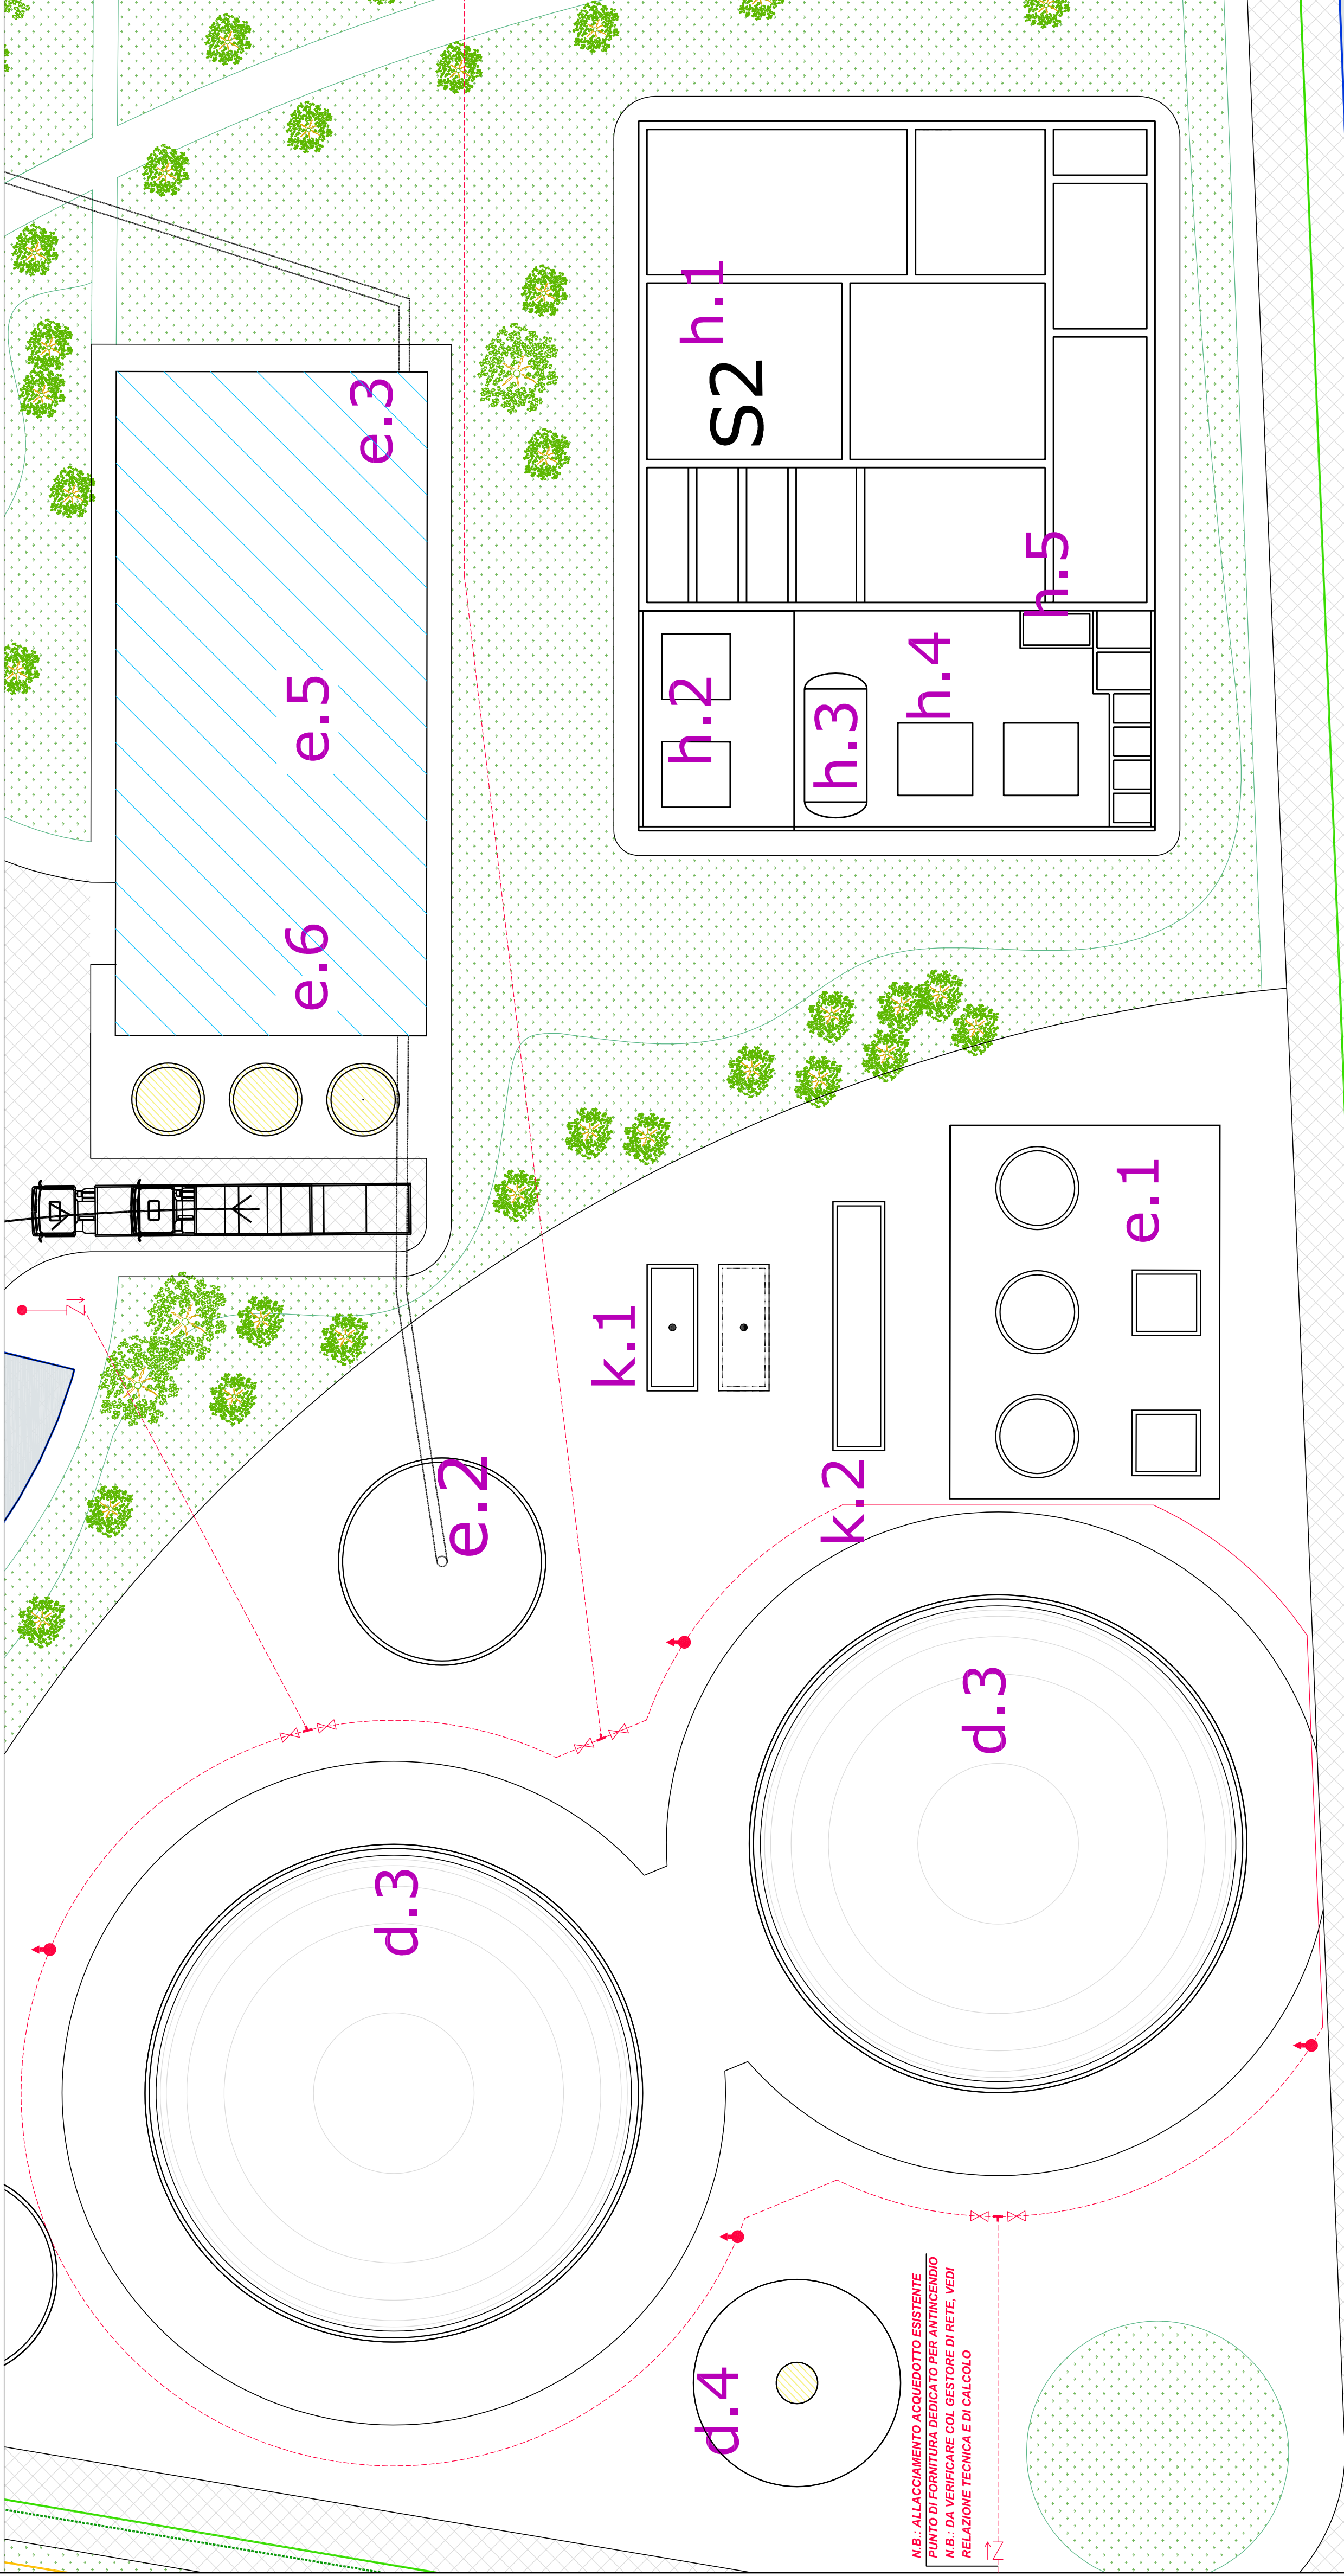 h.1
S2
e.3
h.5
h.4
h.2
h.3
e.5
e.6
e.1
k.1
e.2
k.2
d.3
d.3
d.4
N.B.: ALLACCIAMENTO ACQUEDOTTO ESISTENTE
PUNTO DI FORNITURA DEDICATO PER ANTINCENDIO
N.B.: DA VERIFICARE COL GESTORE DI RETE, VEDI
RELAZIONE TECNICA E DI CALCOLO